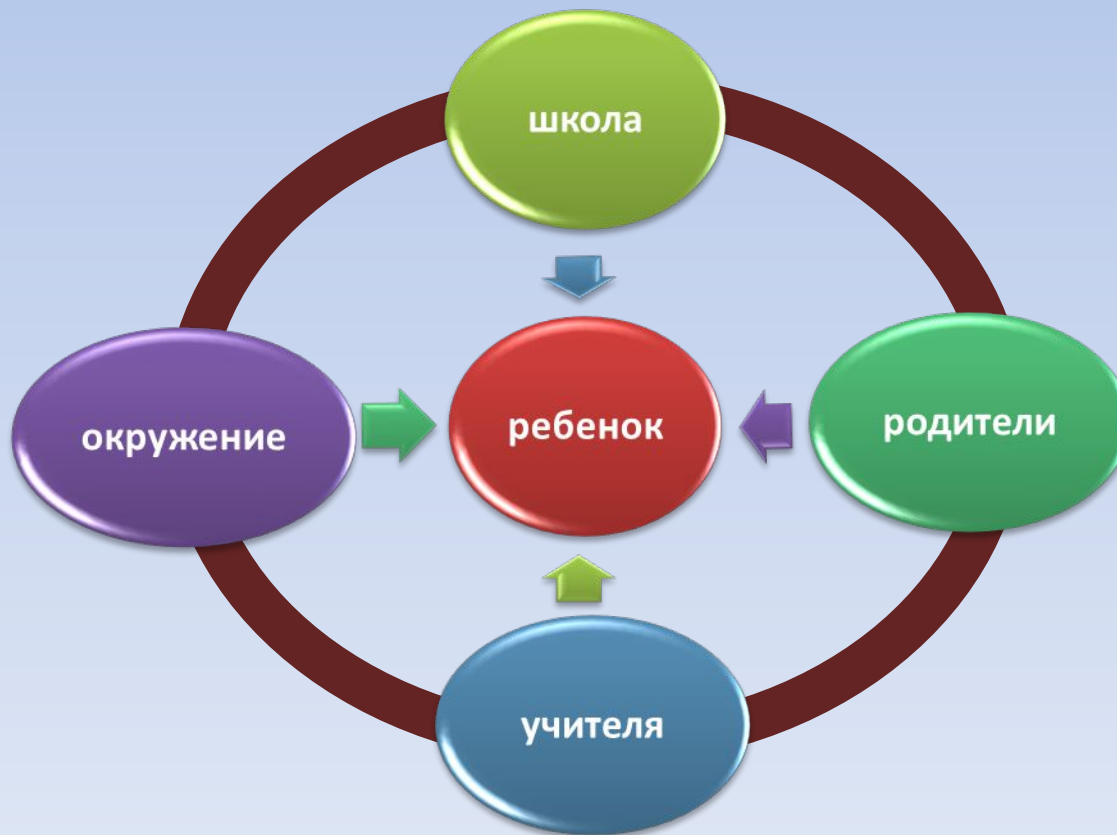 школа
окружение
ребенок
родители
учителя